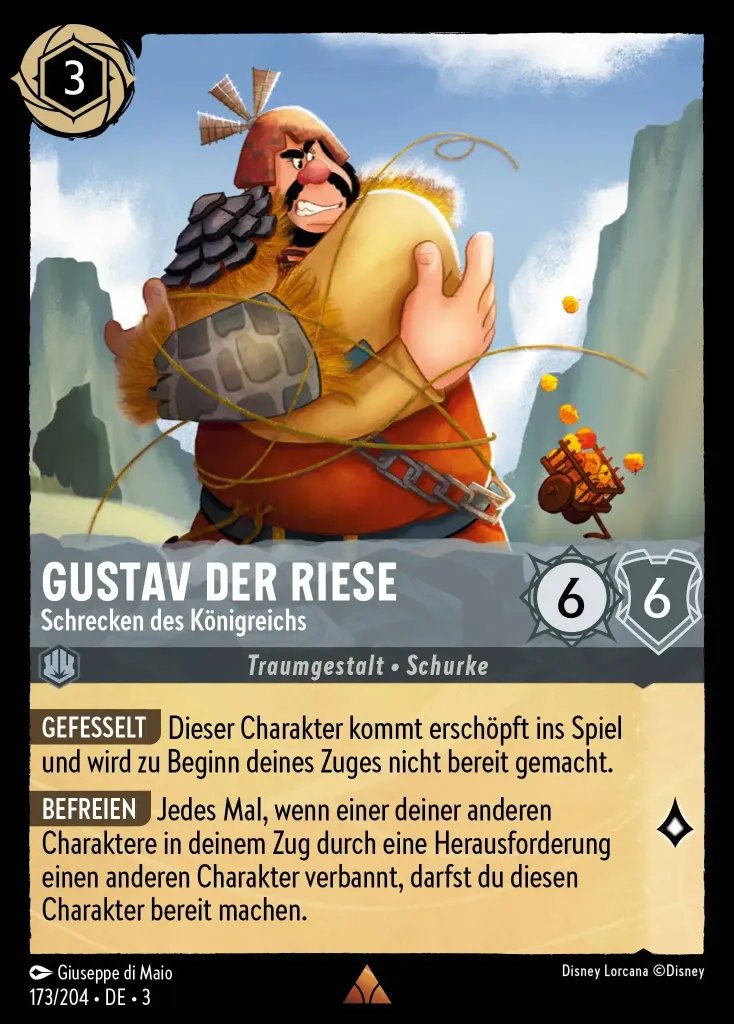 3
GUSTAV DER RIESE
Schrecken des Königreichs
6
6
Traumgestalt • Schurke
GEFESSELT Dieser Charakter kommt erschöpft ins Spiel
und wird zu Beginn deines Zuges nicht bereit gemacht.
BEFREIEN Jedes Mal, wenn einer deiner anderen
Charaktere in deinem Zug durch eine Herausforderung
einen anderen Charakter verbannt, darfst du diesen
Charakter bereit machen.
Giuseppe di Maio
Disney Lorcana ©Disney
173/204 • DE • 3